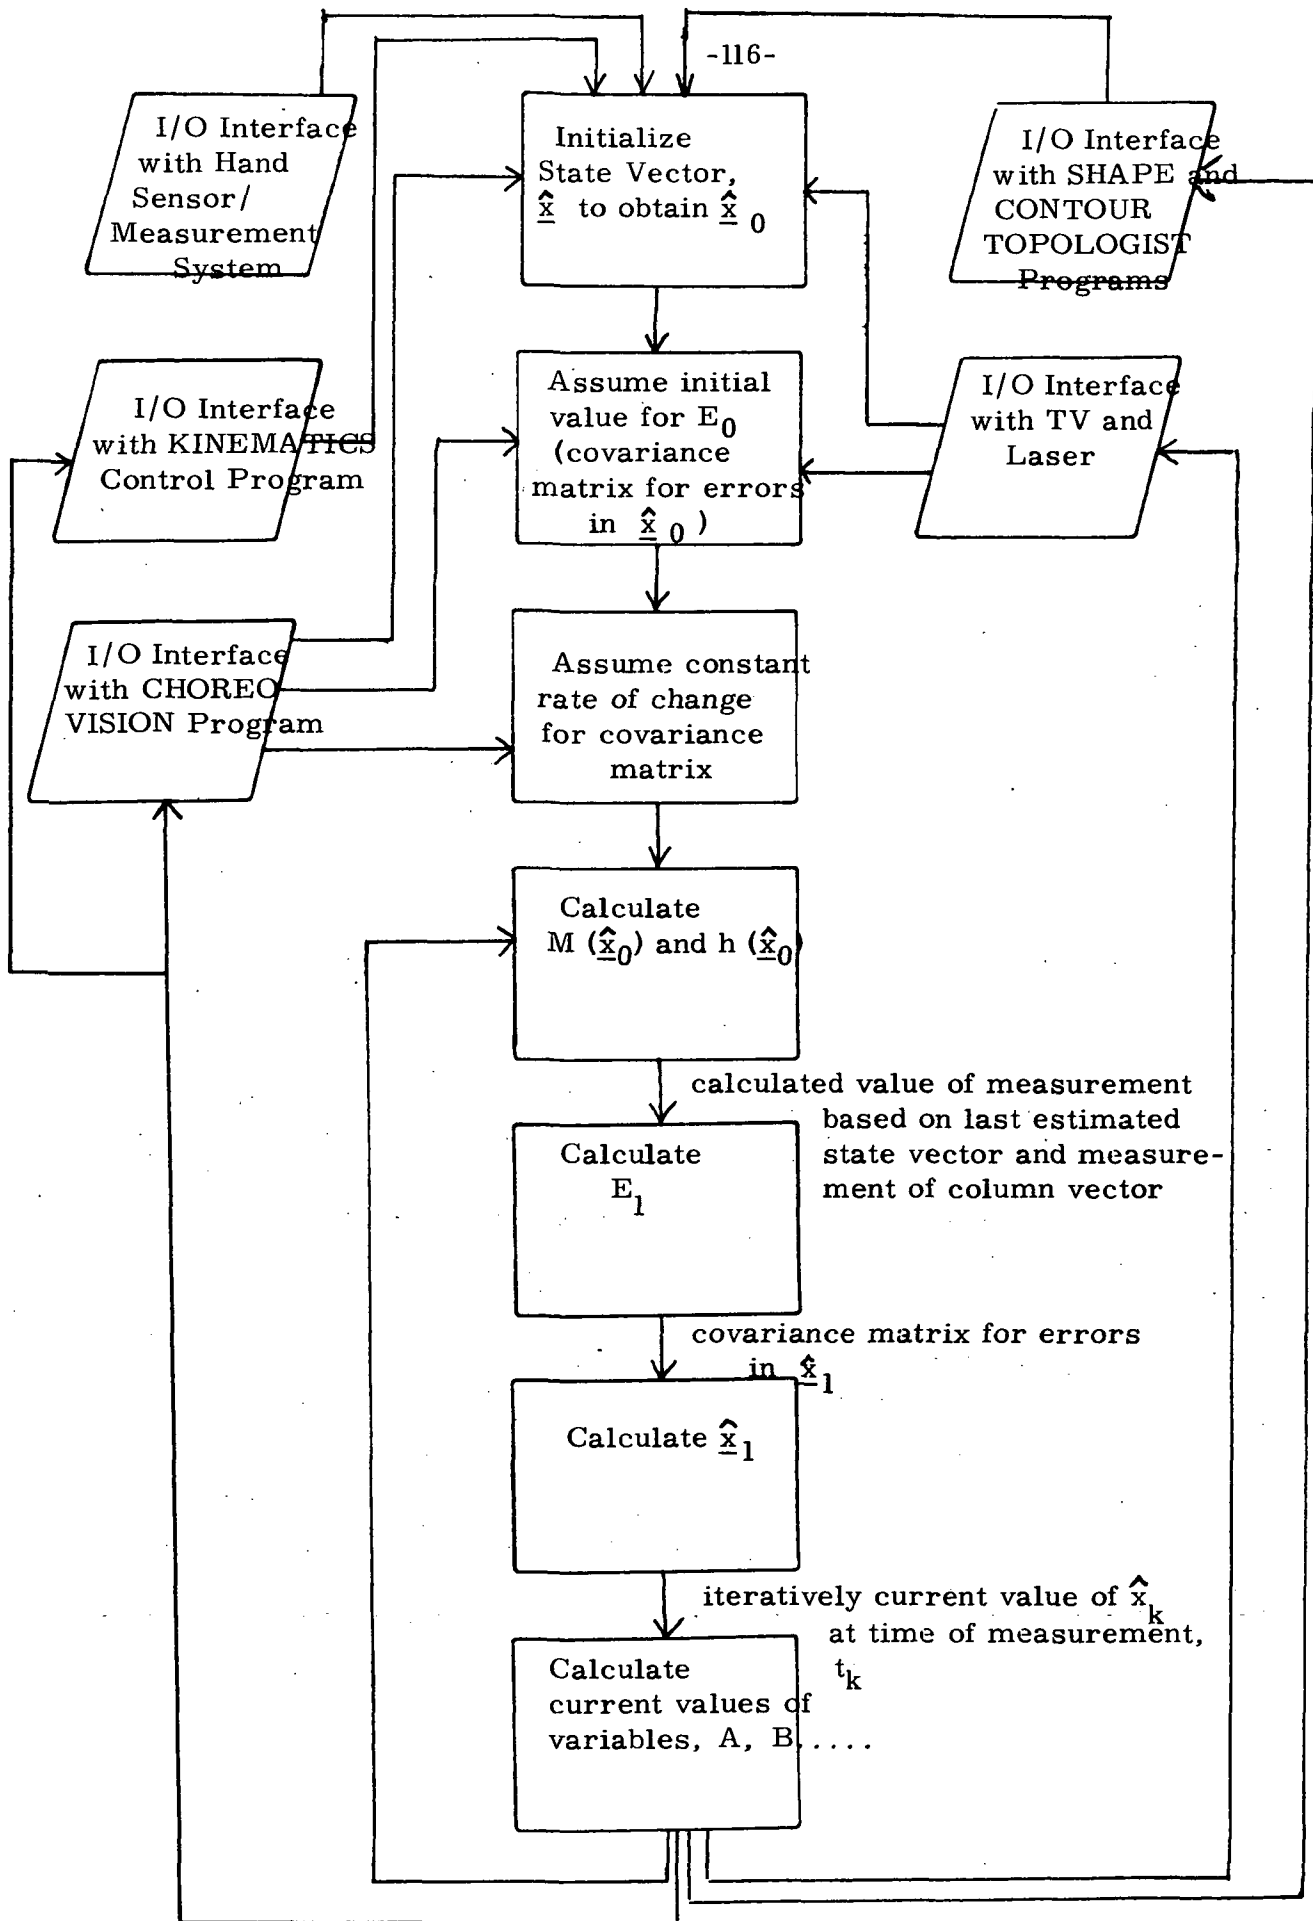 -116-
I/O Interface
with Hand
Sensor/
Measurement
System
Initialize
State Vector,
x̲̂ to obtain x̲̂ 0
I/O Interface
with SHAPE and
CONTOUR
TOPOLOGIST
Programs
I/O Interface
with KINEMATICS
Control Program
Assume initial
value for E0
(covariance
matrix for errors
in x̲̂ 0 )
I/O Interface
with TV and
Laser
I/O Interface
with CHOREO
VISION Program
Assume constant
rate of change
for covariance
matrix
Calculate
M (x̲̂0) and h (x̲̂0)
calculated value of measurement
based on last estimated
state vector and measure-
ment of column vector
Calculate
E1
covariance matrix for errors
in x̲̂1
Calculate x̲̂1
iteratively current value of x̂k
at time of measurement,
tk
Calculate
current values of
variables, A, B.....